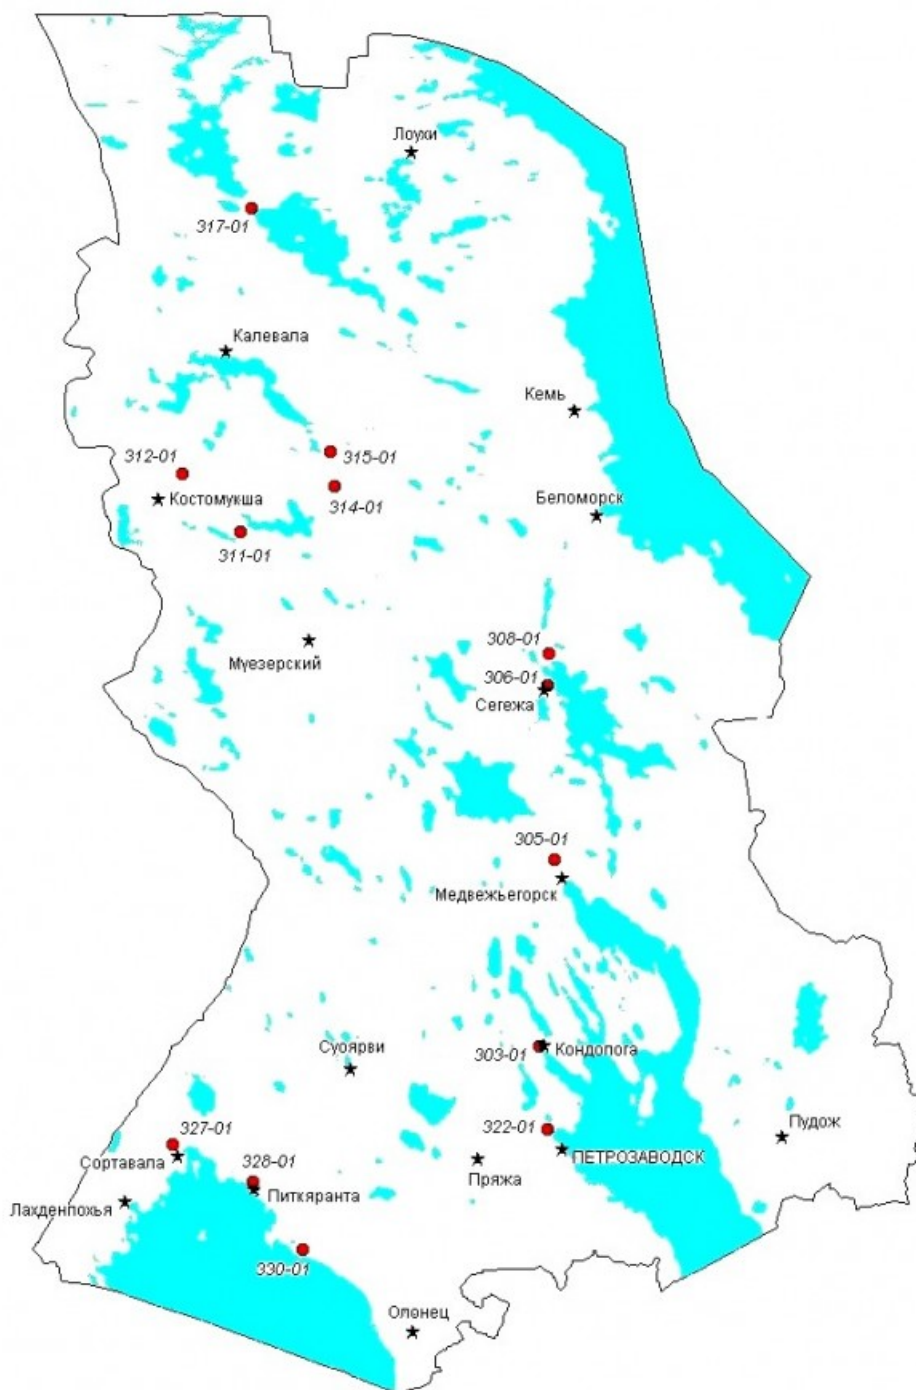 Лоухи
317-01
Калевала
Кемь
312-01
315-01
Костомукша
314-01
Беломорск
311-01
308-01
Муезерский
306-01
Сегежа
305-01
Медвежьегорск
Суоярви
303-01
Кондопога
327-01
322-01
Пудож
Сортавала
ПЕТРОЗАВОДСК
328-01
Пряжа
Питкяранта
Лахденпохья
330-01
Олонец